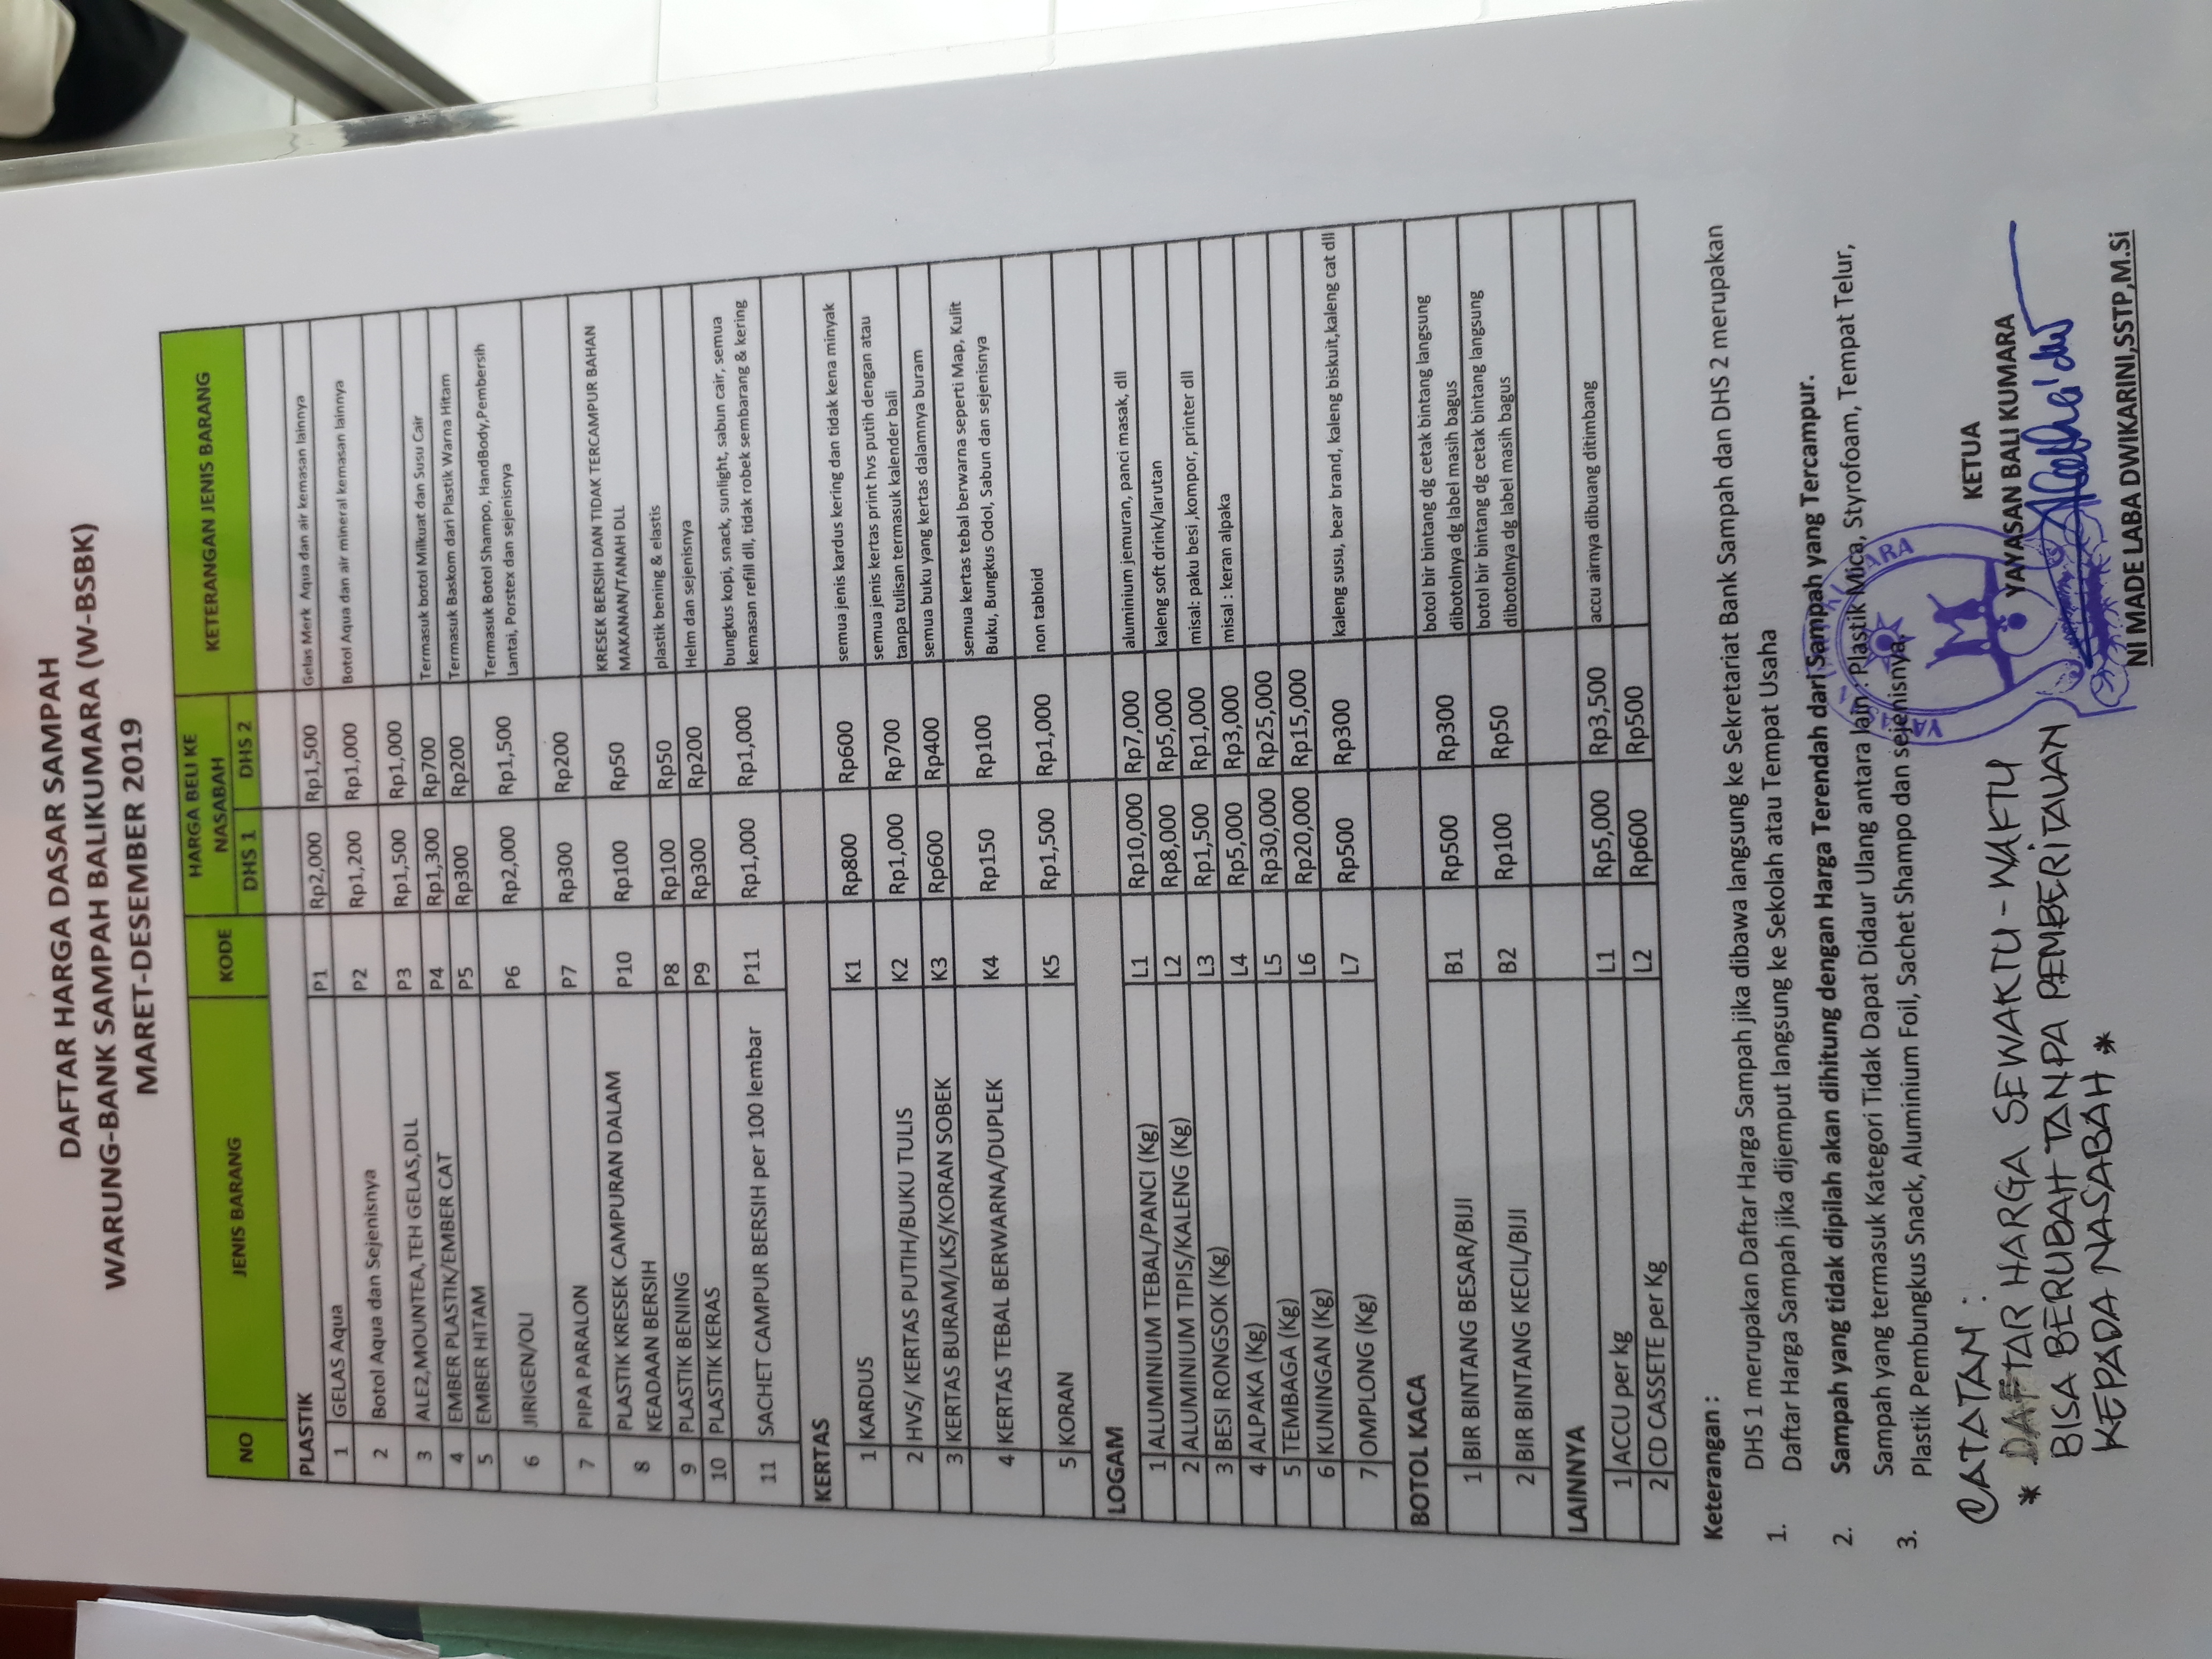 DAFTAR HARGA DASAR SAMPAH
WARUNG-BANK SAMPAH BALIKUMARA (W-BSBK)
MARET-DESEMBER 2019
NO JENIS BARANG KODE HARGA BELI KE NASABAH KETERANGAN JENIS BARANG
DHS 1 DHS 2
PLASTIK
1 GELAS Aqua P1 Rp2,000 Rp1,500 Gelas Merk Aqua dan air kemasan lainnya
2 Botol Aqua dan Sejenisnya P2 Rp1,200 Rp1,000 Botol Aqua dan air mineral kemasan lainnya
3 ALE2,MOUNTEA,TEH GELAS,DLL P3 Rp1,500 Rp1,000
4 EMBER PLASTIK/EMBER CAT P4 Rp1,300 Rp700 Termasuk botol Milkuat dan Susu Cair
5 EMBER HITAM P5 Rp300 Rp200 Termasuk Baskom dari Plastik Warna Hitam
6 JIRIGEN/OLI P6 Rp2,000 Rp1,500 Termasuk Botol Shampo, HandBody,Pembersih
Lantai, Porstex dan sejenisnya
7 PIPA PARALON P7 Rp300 Rp200
8 PLASTIK KRESEK CAMPURAN DALAM
KEADAAN BERSIH P10 Rp100 Rp50 KRESEK BERSIH DAN TIDAK TERCAMPUR BAHAN
MAKANAN/TANAH DLL
9 PLASTIK BENING P8 Rp100 Rp50 plastik bening & elastis
10 PLASTIK KERAS P9 Rp300 Rp200 Helm dan sejenisnya
11 SACHET CAMPUR BERSIH per 100 lembar P11 Rp1,000 Rp1,000 bungkus kopi, snack, sunlight, sabun cair, semua
kemasan refill dll, tidak robek sembarang & kering
KERTAS
1 KARDUS K1 Rp800 Rp600 semua jenis kardus kering dan tidak kena minyak
2 HVS/ KERTAS PUTIH/BUKU TULIS K2 Rp1,000 Rp700 semua jenis kertas print hvs putih dengan atau
tanpa tulisan termasuk kalender bali
3 KERTAS BURAM/LKS/KORAN SOBEK K3 Rp600 Rp400 semua buku yang kertas dalamnya buram
4 KERTAS TEBAL BERWARNA/DUPLEK K4 Rp150 Rp100 semua kertas tebal berwarna seperti Map, Kulit
Buku, Bungkus Odol, Sabun dan sejenisnya
5 KORAN K5 Rp1,500 Rp1,000 non tabloid
LOGAM
1 ALUMINIUM TEBAL/PANCI (Kg) L1 Rp10,000 Rp7,000 aluminium jemuran, panci masak, dll
2 ALUMINIUM TIPIS/KALENG (Kg) L2 Rp8,000 Rp5,000 kaleng soft drink/larutan
3 BESI RONGSOK (Kg) L3 Rp1,500 Rp1,000 misal: paku besi ,kompor, printer dll
4 ALPAKA (Kg) L4 Rp5,000 Rp3,000 misal : keran alpaka
5 TEMBAGA (Kg) L5 Rp30,000 Rp25,000
6 KUNINGAN (Kg) L6 Rp20,000 Rp15,000
7 OMPLONG (Kg) L7 Rp500 Rp300 kaleng susu, bear brand, kaleng biskuit,kaleng cat dll
BOTOL KACA
1 BIR BINTANG BESAR/BIJI B1 Rp500 Rp300 botol bir bintang dg cetak bintang langsung
dibotolnya dg label masih bagus
2 BIR BINTANG KECIL/BIJI B2 Rp100 Rp50 botol bir bintang dg cetak bintang langsung
dibotolnya dg label masih bagus
LAINNYA
1 ACCU per kg L1 Rp5,000 Rp3,500 accu airnya dibuang ditimbang
2 CD CASSETE per Kg L2 Rp600 Rp500
Keterangan :
1. DHS 1 merupakan Daftar Harga Sampah jika dibawa langsung ke Sekretariat Bank Sampah dan DHS 2 merupakan
Daftar Harga Sampah jika dijemput langsung ke Sekolah atau Tempat Usaha
2. Sampah yang tidak dipilah akan dihitung dengan Harga Terendah dari Sampah yang Tercampur.
3. Sampah yang termasuk Kategori Tidak Dapat Didaur Ulang antara lain : Plastik Mica, Styrofoam, Tempat Telur,
Plastik Pembungkus Snack, Aluminium Foil, Sachet Shampo dan sejenisnya.
CATATAN :
* DAFTAR HARGA SEWAKTU-WAKTU
BISA BERUBAH TANPA PEMBERITAUAN
KEPADA NASABAH *
YAYASAN BALI KUMARA
KETUA
YAYASAN BALI KUMARA
NI MADE LABA DWIKARINI,SSTP,M.Si